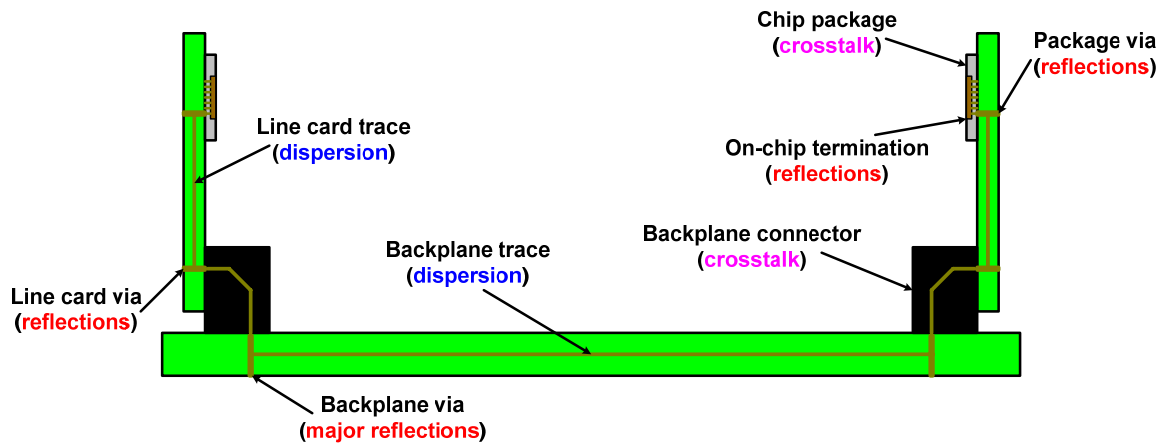 Chip package
(crosstalk)
Package via
(reflections)
Line card trace
(dispersion)
On-chip termination
(reflections)
Backplane trace
(dispersion)
Backplane connector
(crosstalk)
Line card via
(reflections)
Backplane via
(major reflections)